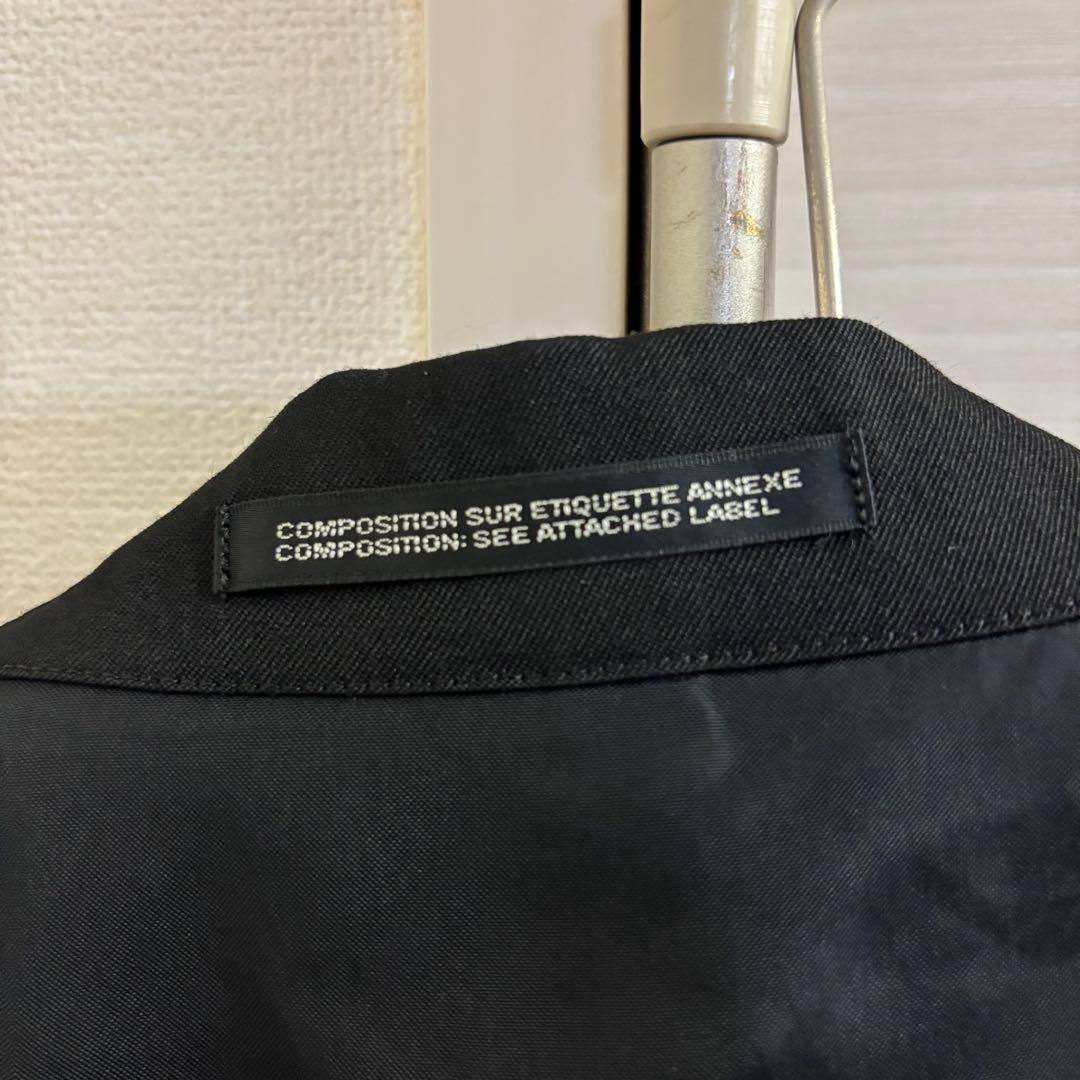 COMPOSITION SUR ETIQUETTE ANNEXE
COMPOSITION: SEE ATTACHED LABEL